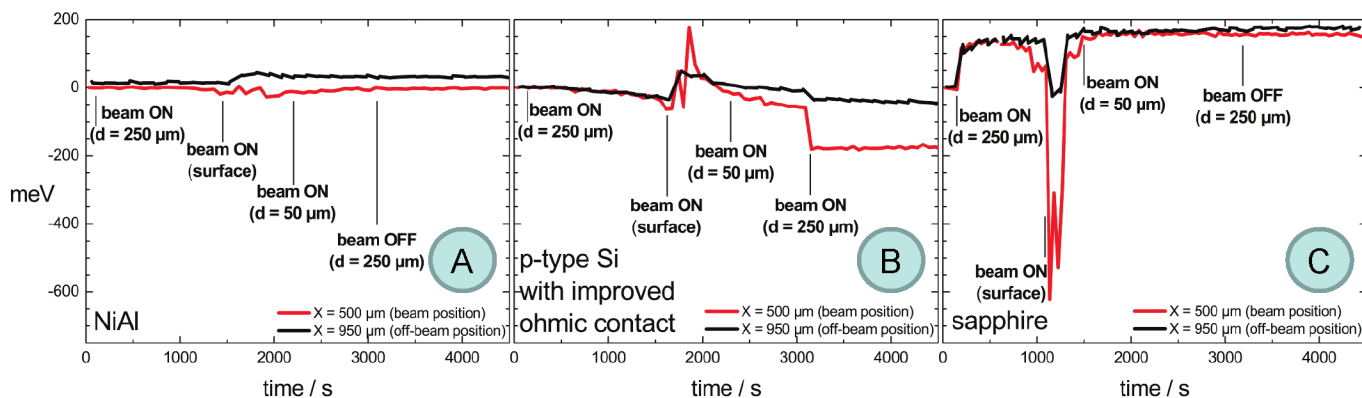 200
0
-200
-400
-600
meV
beam ON
(d = 250 µm)
beam ON
(surface)
beam ON
(d = 50 µm)
beam OFF
(d = 250 µm)
A
NiAl
X = 500 µm (beam position)
X = 950 µm (off-beam position)
0
1000
2000
3000
4000
time / s
beam ON
(d = 250 µm)
beam ON
(surface)
beam ON
(d = 50 µm)
beam ON
(d = 250 µm)
B
p-type Si
with improved
ohmic contact
X = 500 µm (beam position)
X = 950 µm (off-beam position)
0
1000
2000
3000
4000
time / s
beam ON
(d = 250 µm)
beam ON
(surface)
beam ON
(d = 50 µm)
beam OFF
(d = 250 µm)
C
sapphire
X = 500 µm (beam position)
X = 950 µm (off-beam position)
0
1000
2000
3000
4000
time / s